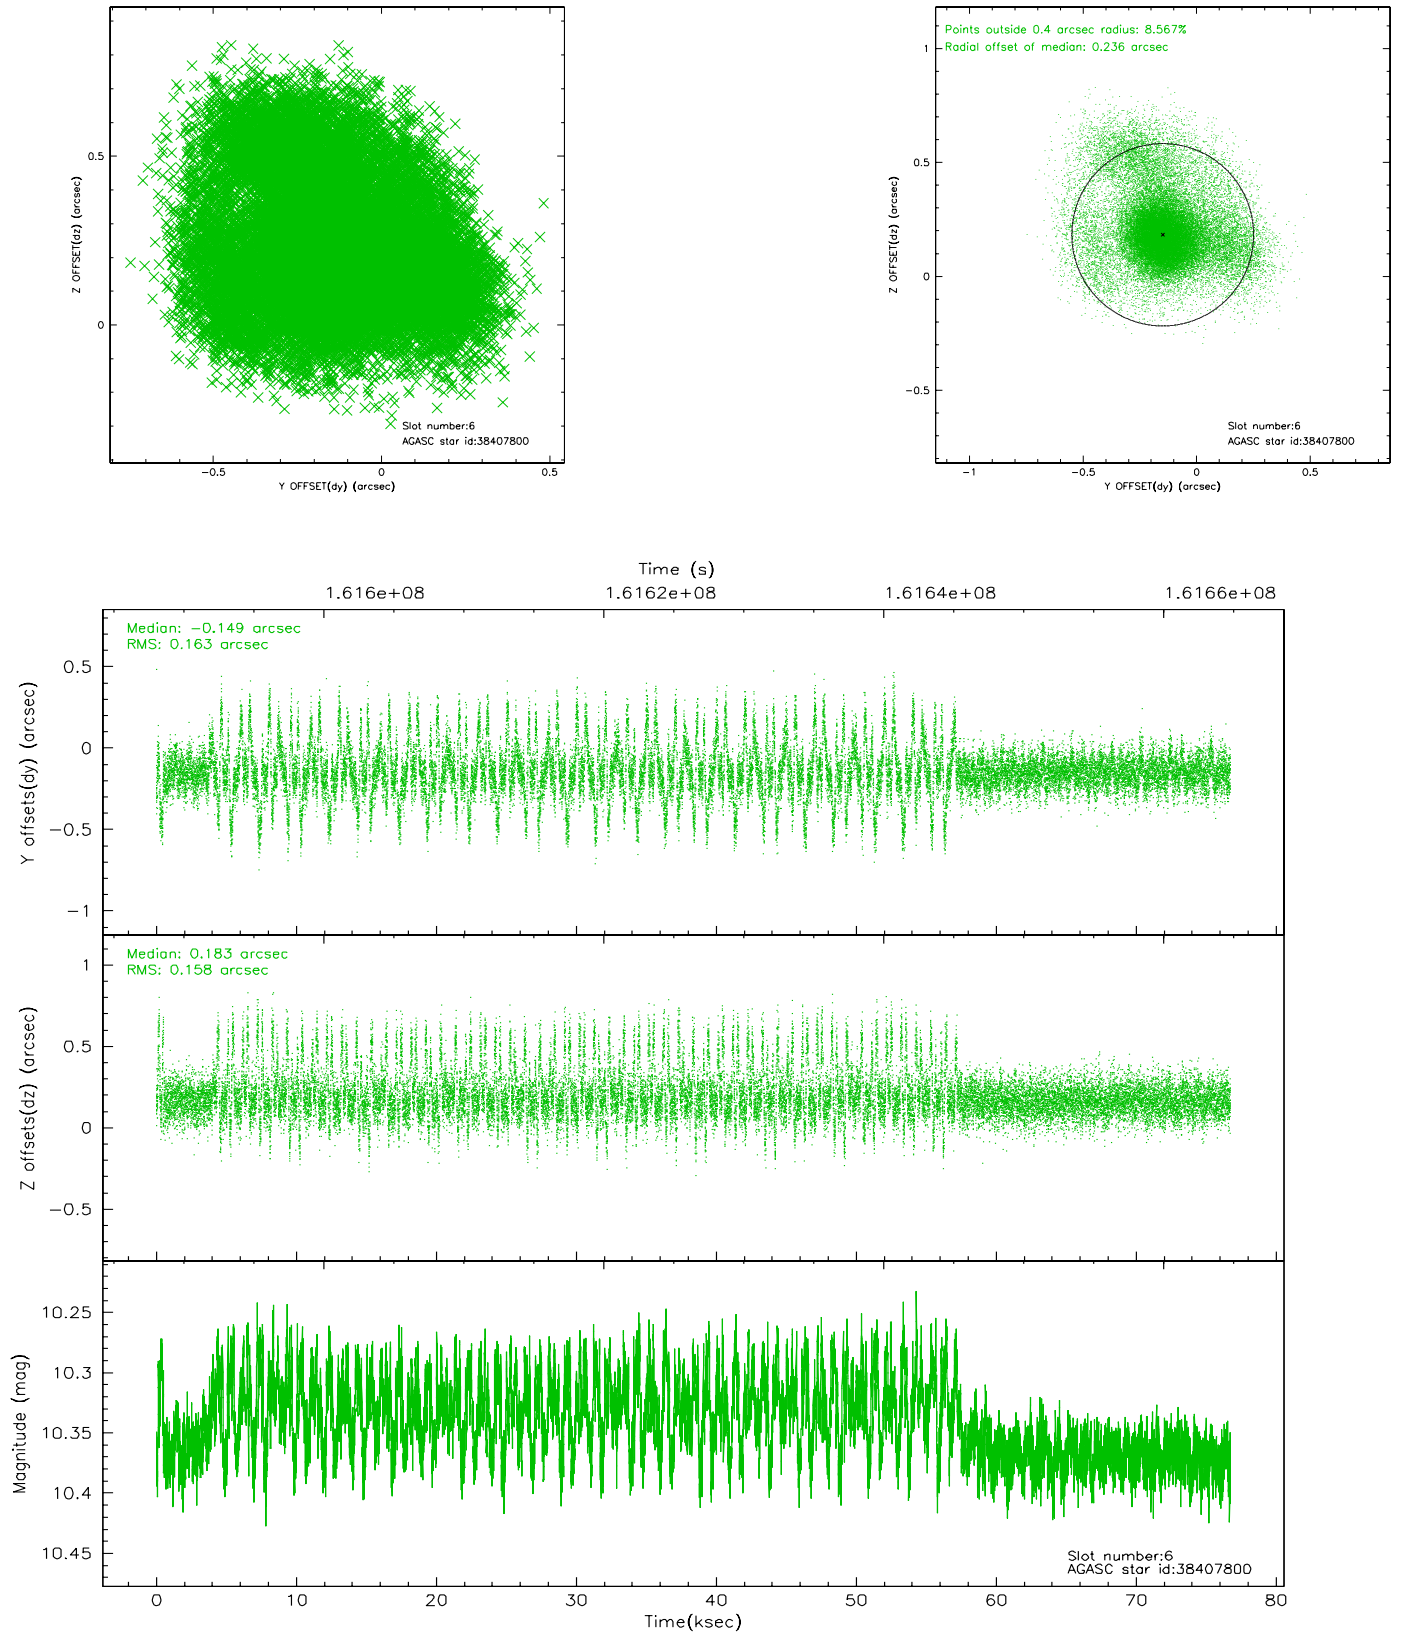 0.5
0
Z OFFSET(dz) (arcsec)
Slot number:6
AGASC star id:38407800
−0.5 0 0.5
Y OFFSET(dy) (arcsec)
Points outside 0.4 arcsec radius: 8.567%
Radial offset of median: 0.236 arcsec
1
0.5
0
−0.5
Z OFFSET(dz) (arcsec)
Slot number:6
AGASC star id:38407800
−1 −0.5 0 0.5
Y OFFSET(dy) (arcsec)
Time (s)
1.616e+08 1.6162e+08 1.6164e+08 1.6166e+08
Median: −0.149 arcsec
RMS: 0.163 arcsec
0.5
0
−0.5
−1
Y offsets(dy) (arcsec)
Median: 0.183 arcsec
RMS: 0.158 arcsec
1
0.5
0
−0.5
Z offsets(dz) (arcsec)
10.25
10.3
10.35
10.4
10.45
Magnitude (mag)
Slot number:6
AGASC star id:38407800
0 10 20 30 40 50 60 70 80
Time(ksec)